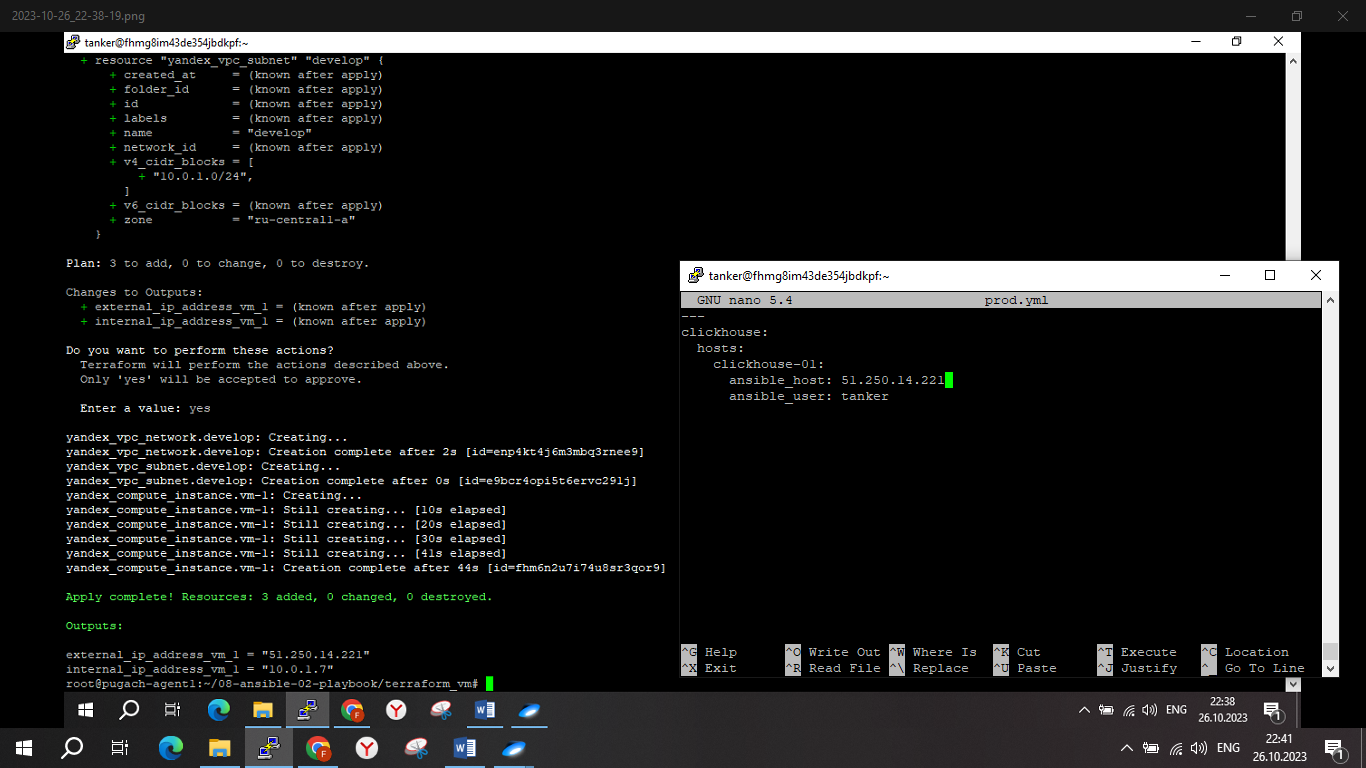 2023-10-26_22-38-19.png
tanker@fhmg8im43de354jbdkpf:~
+ resource "yandex_vpc_subnet" "develop" {
+ created_at = (known after apply)
+ folder_id = (known after apply)
+ id = (known after apply)
+ labels = (known after apply)
+ name = "develop"
+ network_id = (known after apply)
+ v4_cidr_blocks = [
+ "10.0.1.0/24",
]
+ v6_cidr_blocks = (known after apply)
+ zone = "ru-central1-a"
}
Plan: 3 to add, 0 to change, 0 to destroy.
Changes to Outputs:
+ external_ip_address_vm_1 = (known after apply)
+ internal_ip_address_vm_1 = (known after apply)
Do you want to perform these actions?
Terraform will perform the actions described above.
Only 'yes' will be accepted to approve.
Enter a value: yes
yandex_vpc_network.develop: Creating...
yandex_vpc_network.develop: Creation complete after 2s [id=enp4kt4j6m3mbq3rnee9]
yandex_vpc_subnet.develop: Creating...
yandex_vpc_subnet.develop: Creation complete after 0s [id=e9bcr4opi5t6ervc29lj]
yandex_compute_instance.vm-1: Creating...
yandex_compute_instance.vm-1: Still creating... [10s elapsed]
yandex_compute_instance.vm-1: Still creating... [20s elapsed]
yandex_compute_instance.vm-1: Still creating... [30s elapsed]
yandex_compute_instance.vm-1: Still creating... [41s elapsed]
yandex_compute_instance.vm-1: Creation complete after 44s [id=fhm6n2u7i74u8sr3qor9]
Apply complete! Resources: 3 added, 0 changed, 0 destroyed.
Outputs:
external_ip_address_vm_1 = "51.250.14.221"
internal_ip_address_vm_1 = "10.0.1.7"
root@pugach-agent1:~/08-ansible-02-playbook/terraform_vm#
tanker@fhmg8im43de354jbdkpf:~
GNU nano 5.4 prod.yml
---
clickhouse:
hosts:
clickhouse-01:
ansible_host: 51.250.14.221
ansible_user: tanker
^G Help ^O Write Out ^W Where Is ^K Cut ^T Execute ^C Location
^X Exit ^R Read File ^\ Replace ^U Paste ^J Justify ^_ Go To Line
ENG 22:38
26.10.2023
1
ENG 22:41
26.10.2023
1